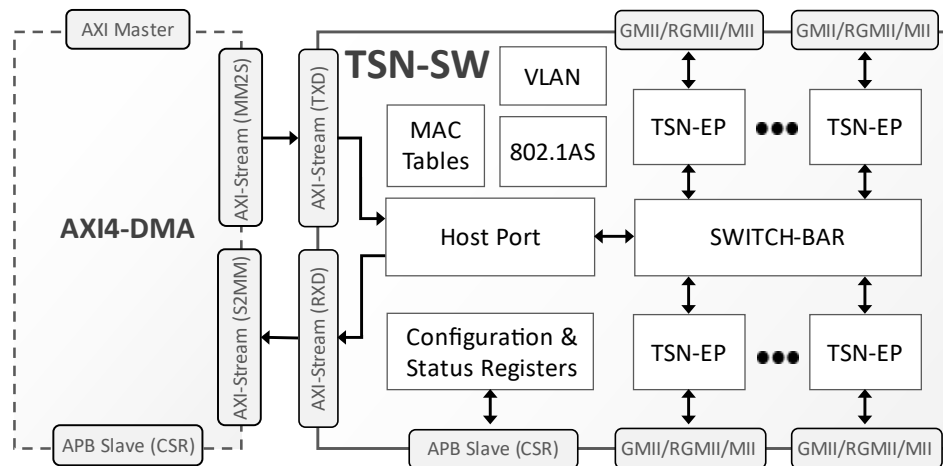 AXI Master
GMII/RGMII/MII
GMII/RGMII/MII
TSN-SW
VLAN
AXI-Stream (MM2S)
AXI-Stream (TXD)
MAC
Tables
802.1AS
TSN-EP
TSN-EP
AXI4-DMA
Host Port
SWITCH-BAR
AXI-Stream (S2MM)
AXI-Stream (RXD)
Configuration &
Status Registers
TSN-EP
TSN-EP
APB Slave (CSR)
APB Slave (CSR)
GMII/RGMII/MII
GMII/RGMII/MII